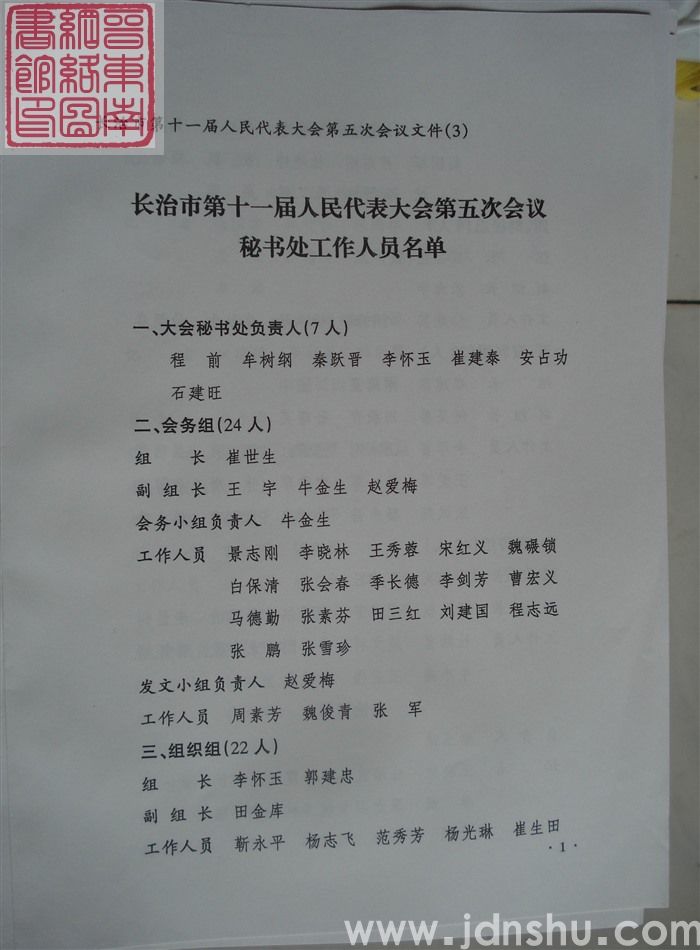 晋东南
網絡圖
書館印
长治市第十一届人民代表大会第五次会议文件(3)
长治市第十一届人民代表大会第五次会议
秘书处工作人员名单
一、大会秘书处负责人(7人)
程　前　牟树纲　秦跃晋　李怀玉　崔建泰　安占功
石建旺
二、会务组(24人)
组　　长　崔世生
副 组 长　王　宇　牛金生　赵爱梅
会务小组负责人　牛金生
工作人员　景志刚　李晓林　王秀蓉　宋红义　魏碾锁
白保清　张会春　季长德　李剑芳　曹宏义
马德勤　张素芬　田三红　刘建国　程志远
张　鹏　张雪珍
发文小组负责人　赵爱梅
工作人员　周素芳　魏俊青　张　军
三、组织组(22人)
组　　长　李怀玉　郭建忠
副 组 长　田金库
工作人员　靳永平　杨志飞　范秀芳　杨光琳　崔生田
·1·
www.jdnshu.com